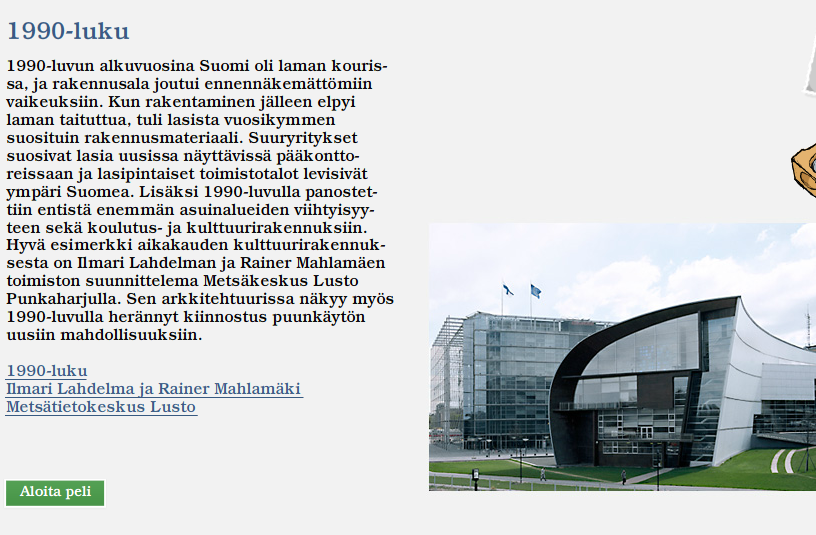 1990-luku
1990-luvun alkuvuosina Suomi oli laman kouris-
sa, ja rakennusala joutui ennennäkemättömiin
vaikeuksiin. Kun rakentaminen jälleen elpyi
laman taituttua, tuli lasista vuosikymmen
suosituin rakennusmateriaali. Suuryritykset
suosivat lasia uusissa näyttävissä pääkontto-
reissaan ja lasipintaiset toimistotalot levisivät
ympäri Suomea. Lisäksi 1990-luvulla panostet-
tiin entistä enemmän asuinalueiden viihtyisyy-
teen sekä koulutus- ja kulttuurirakennuksiin.
Hyvä esimerkki aikakauden kulttuurirakennuk-
sesta on Ilmari Lahdelman ja Rainer Mahlamäen
toimiston suunnittelema Metsäkeskus Lusto
Punkaharjulla. Sen arkkitehtuurissa näkyy myös
1990-luvulla herännyt kiinnostus puunkäytön
uusiin mahdollisuuksiin.
1990-luku
Ilmari Lahdelma ja Rainer Mahlamäki
Metsätietokeskus Lusto
Aloita peli